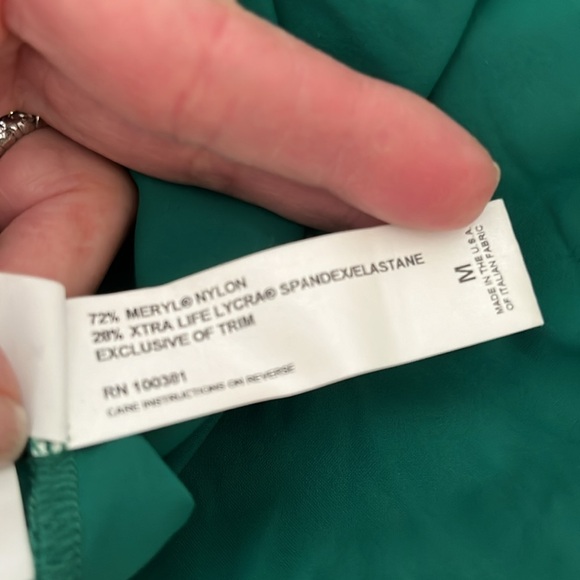 72% MERYL® NYLON
28% XTRA LIFE LYCRA® SPANDEX/ELASTANE
EXCLUSIVE OF TRIM
RN 100381
CARE INSTRUCTIONS ON REVERSE
M
MADE IN THE U.S.A.
OF ITALIAN FABRIC